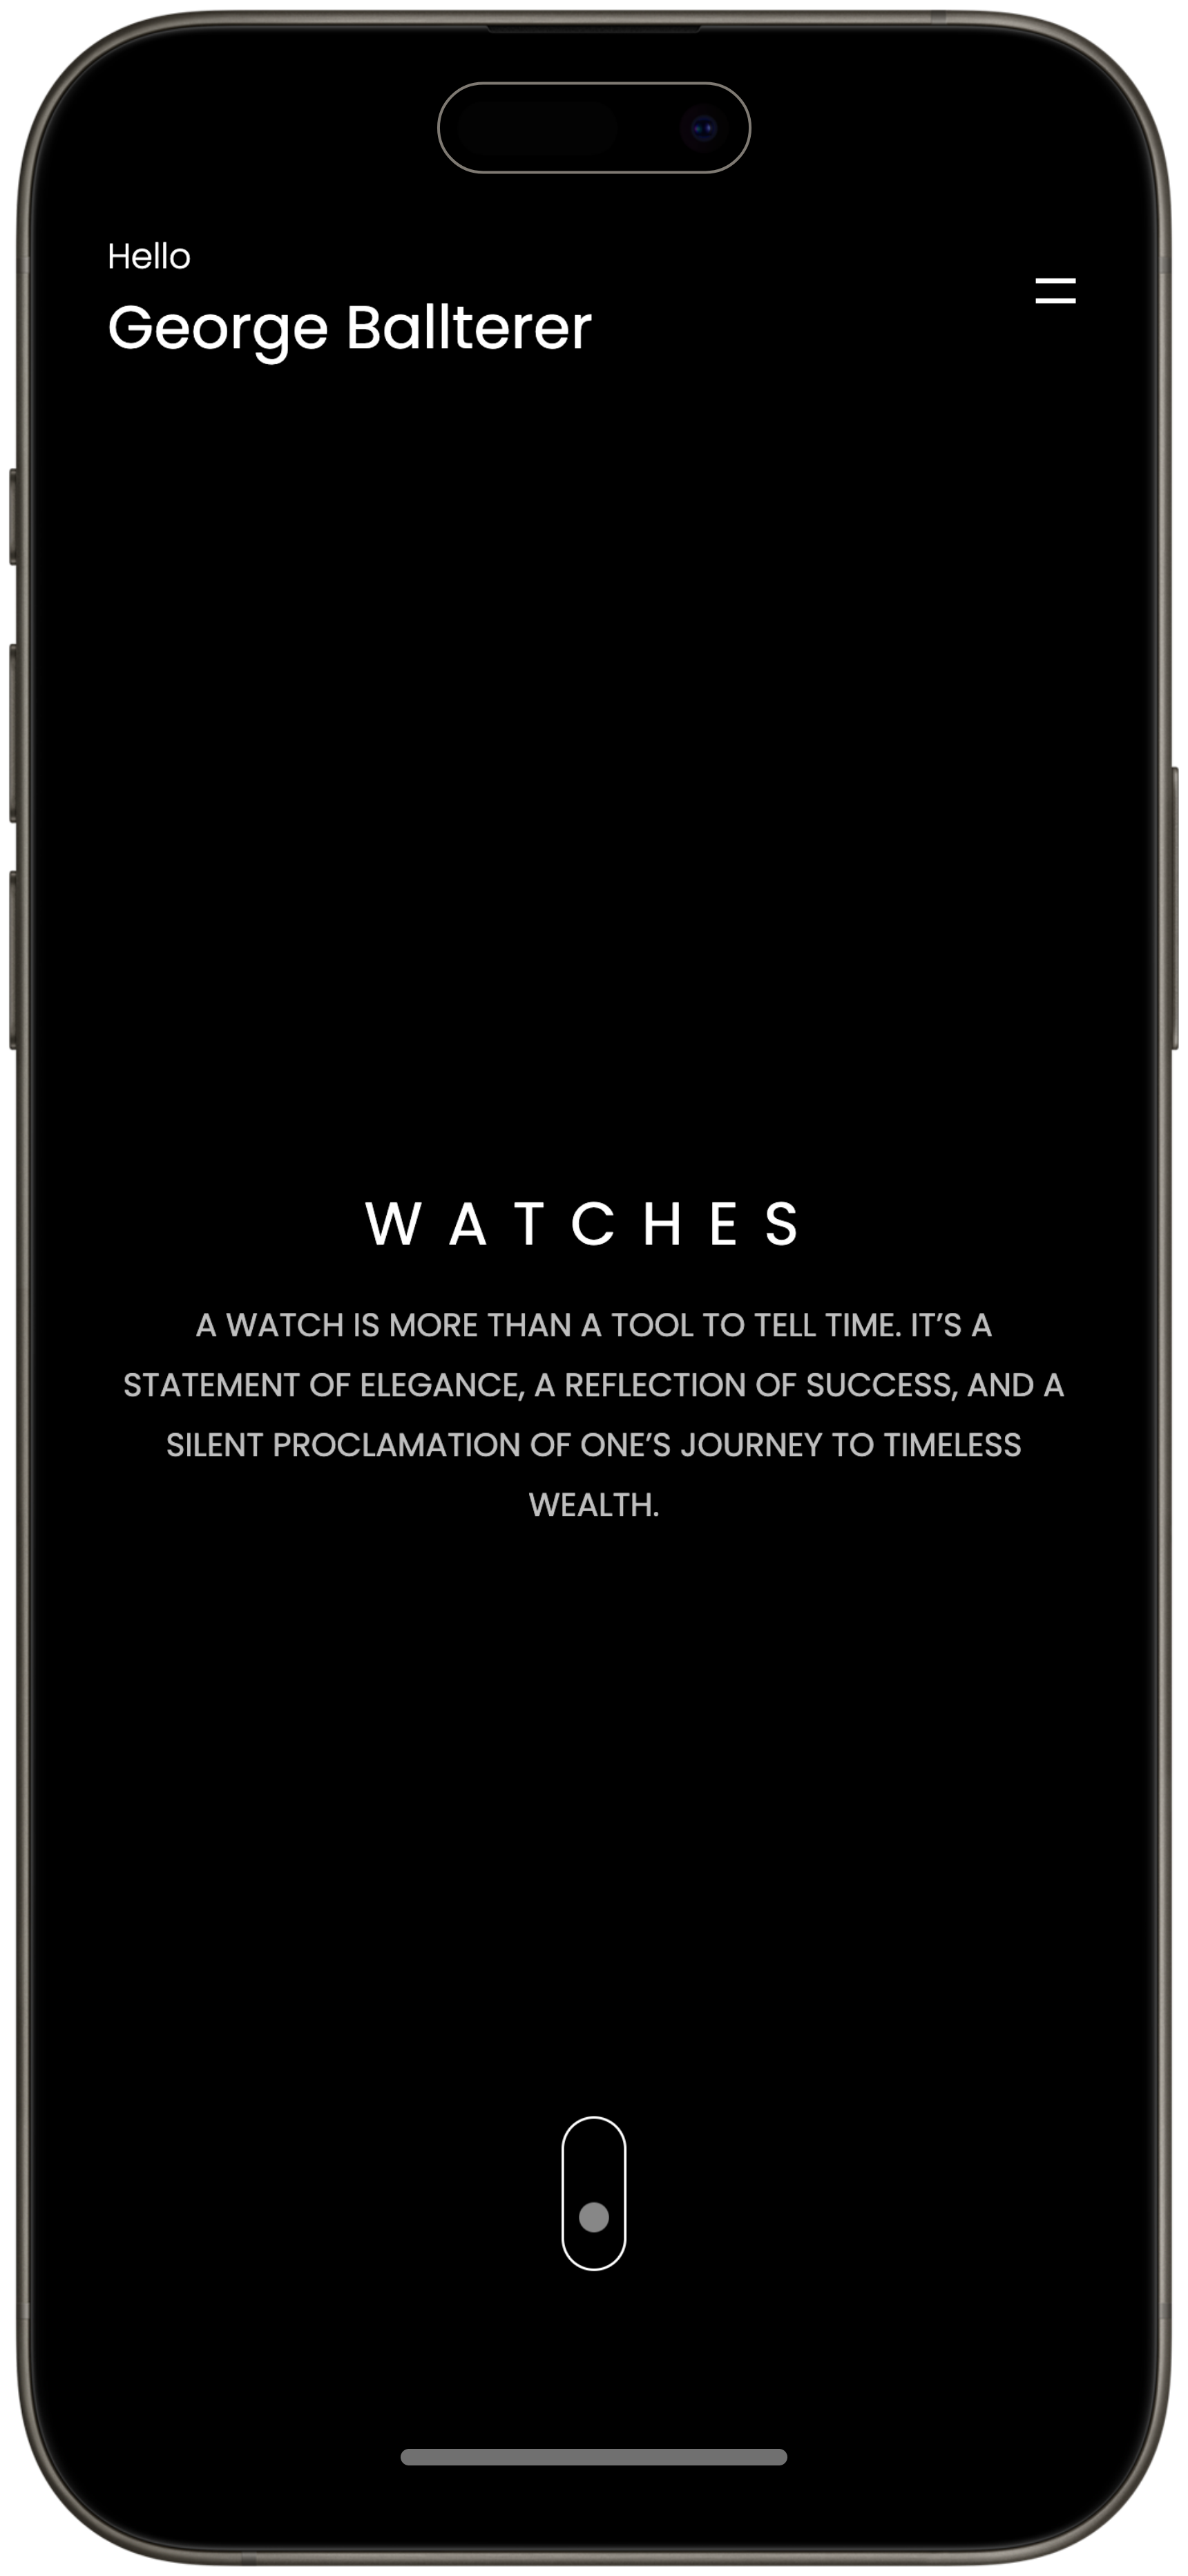 Hello
George Ballterer
WATCHES
A WATCH IS MORE THAN A TOOL TO TELL TIME. IT’S A
STATEMENT OF ELEGANCE, A REFLECTION OF SUCCESS, AND A
SILENT PROCLAMATION OF ONE’S JOURNEY TO TIMELESS
WEALTH.